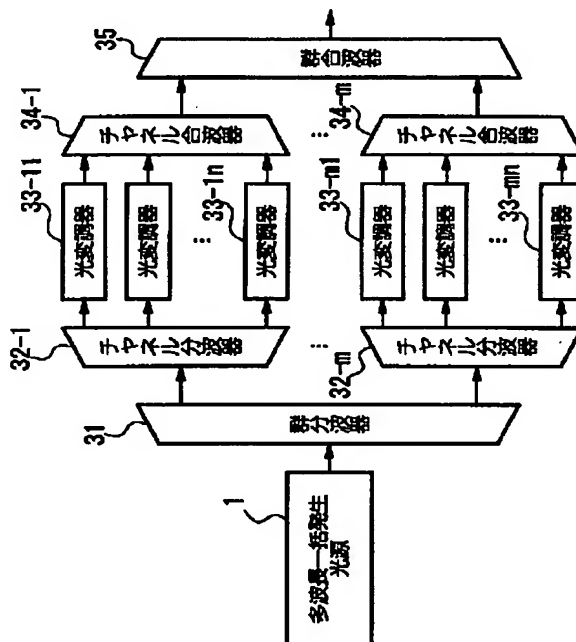 1
多波長一括発生
光源
31
群分波器
32-1
チャネル分波器
32-m
チャネル分波器
33-11
光変調器
光変調器
33-1n
光変調器
33-m1
光変調器
光変調器
33-mn
光変調器
34-1
チャネル合波器
34-m
チャネル合波器
35
群合波器